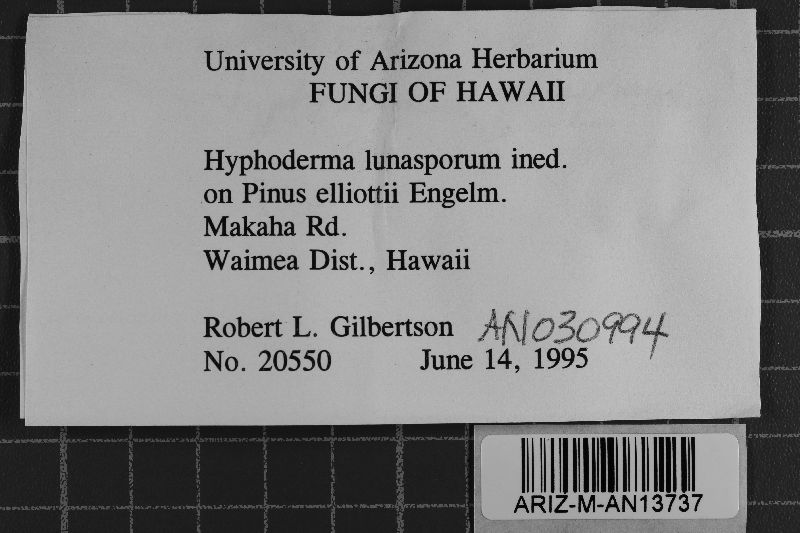 University of Arizona Herbarium
FUNGI OF HAWAII
Hyphoderma lunasporum ined.
on Pinus elliottii Engelm.
Makaha Rd.
Waimea Dist., Hawaii
Robert L. Gilbertson AN030994
No. 20550 June 14, 1995
ARIZ-M-AN13737